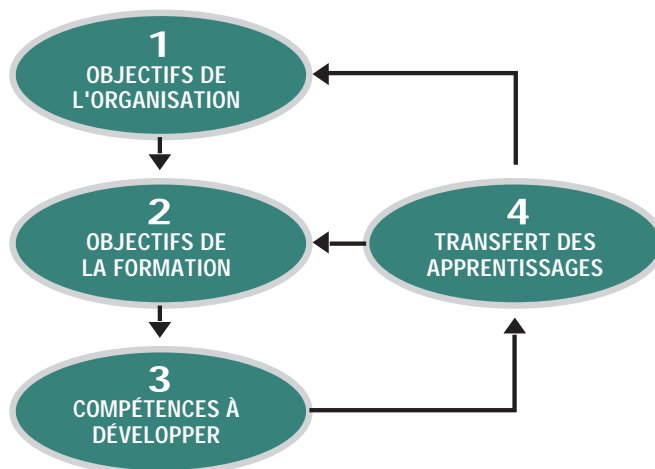 1
OBJECTIFS DE
L'ORGANISATION
2
OBJECTIFS DE
LA FORMATION
3
COMPÉTENCES À
DÉVELOPPER
4
TRANSFERT DES
APPRENTISSAGES